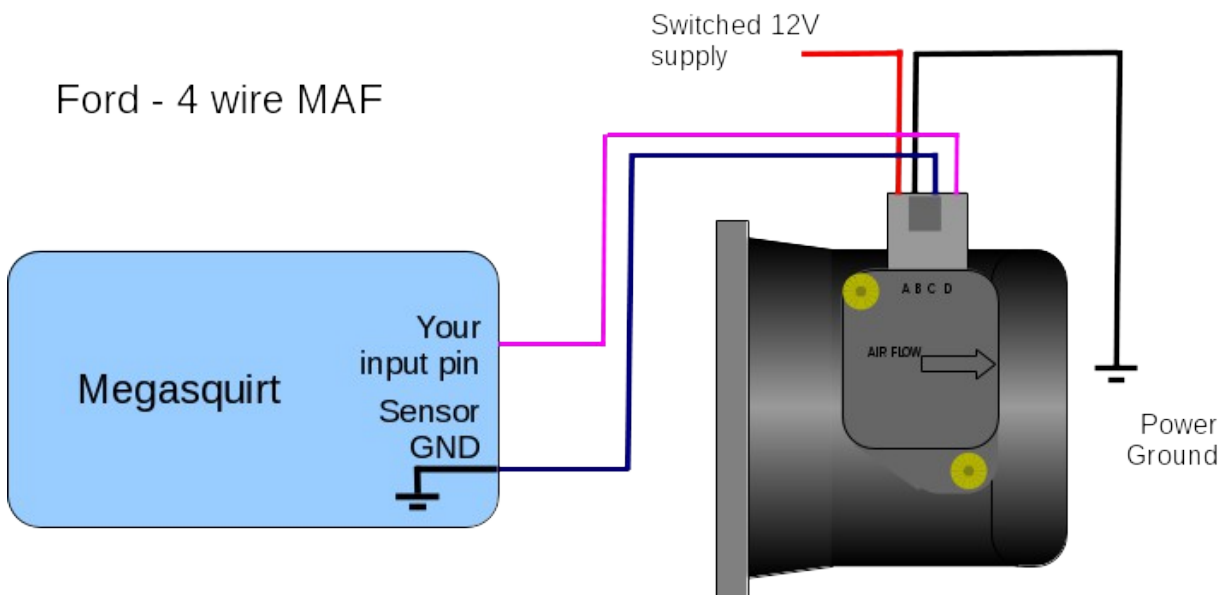 Switched 12V
supply
Ford - 4 wire MAF
A B C D
Your
input pin
AIR FLOW
Megasquirt
Sensor
GND
Power
Ground